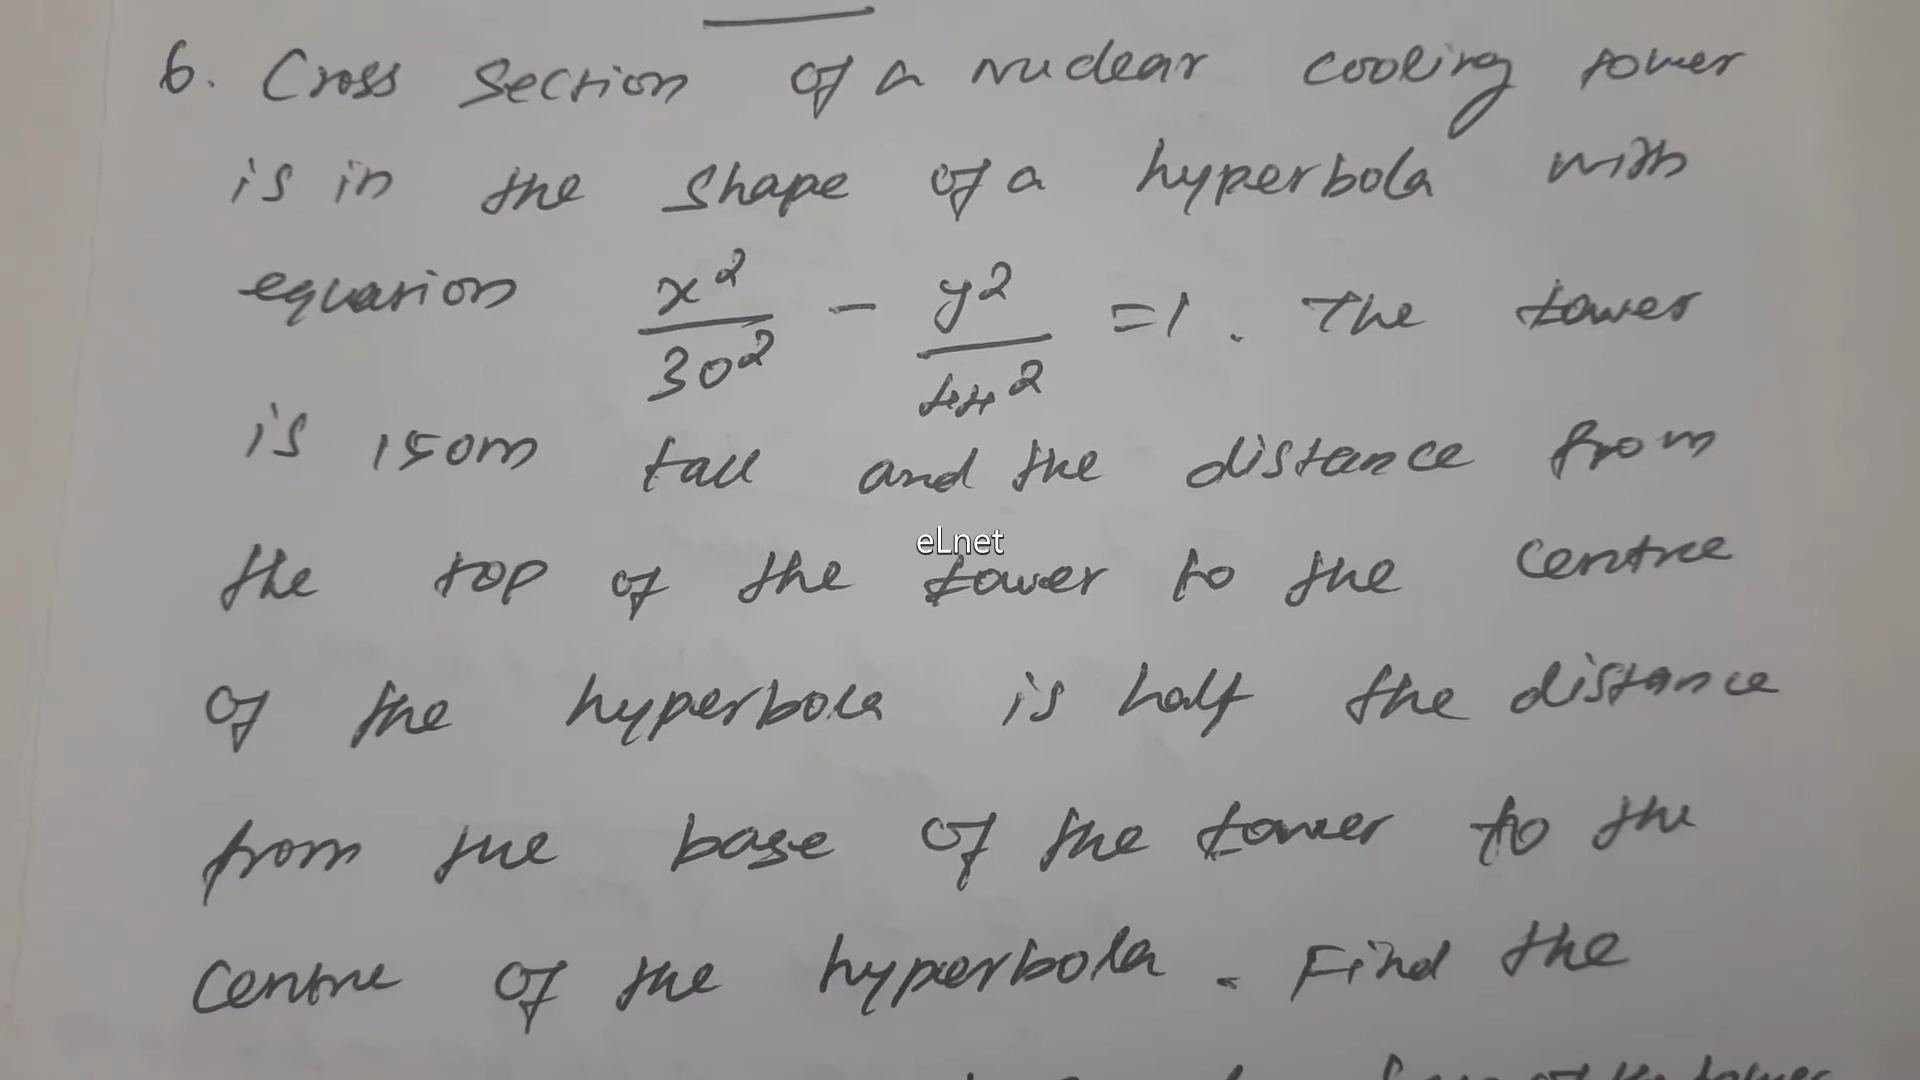 6. Cross Section of a nuclear cooling tower
is in the shape of a hyperbola with
equation x²/30² - y²/44² =1. The tower
is 150m tall and the distance from
eLnet
the top of the tower to the centre
of the hyperbola is half the distance
from the base of the tower to the
centre of the hyperbola. Find the
of the tower